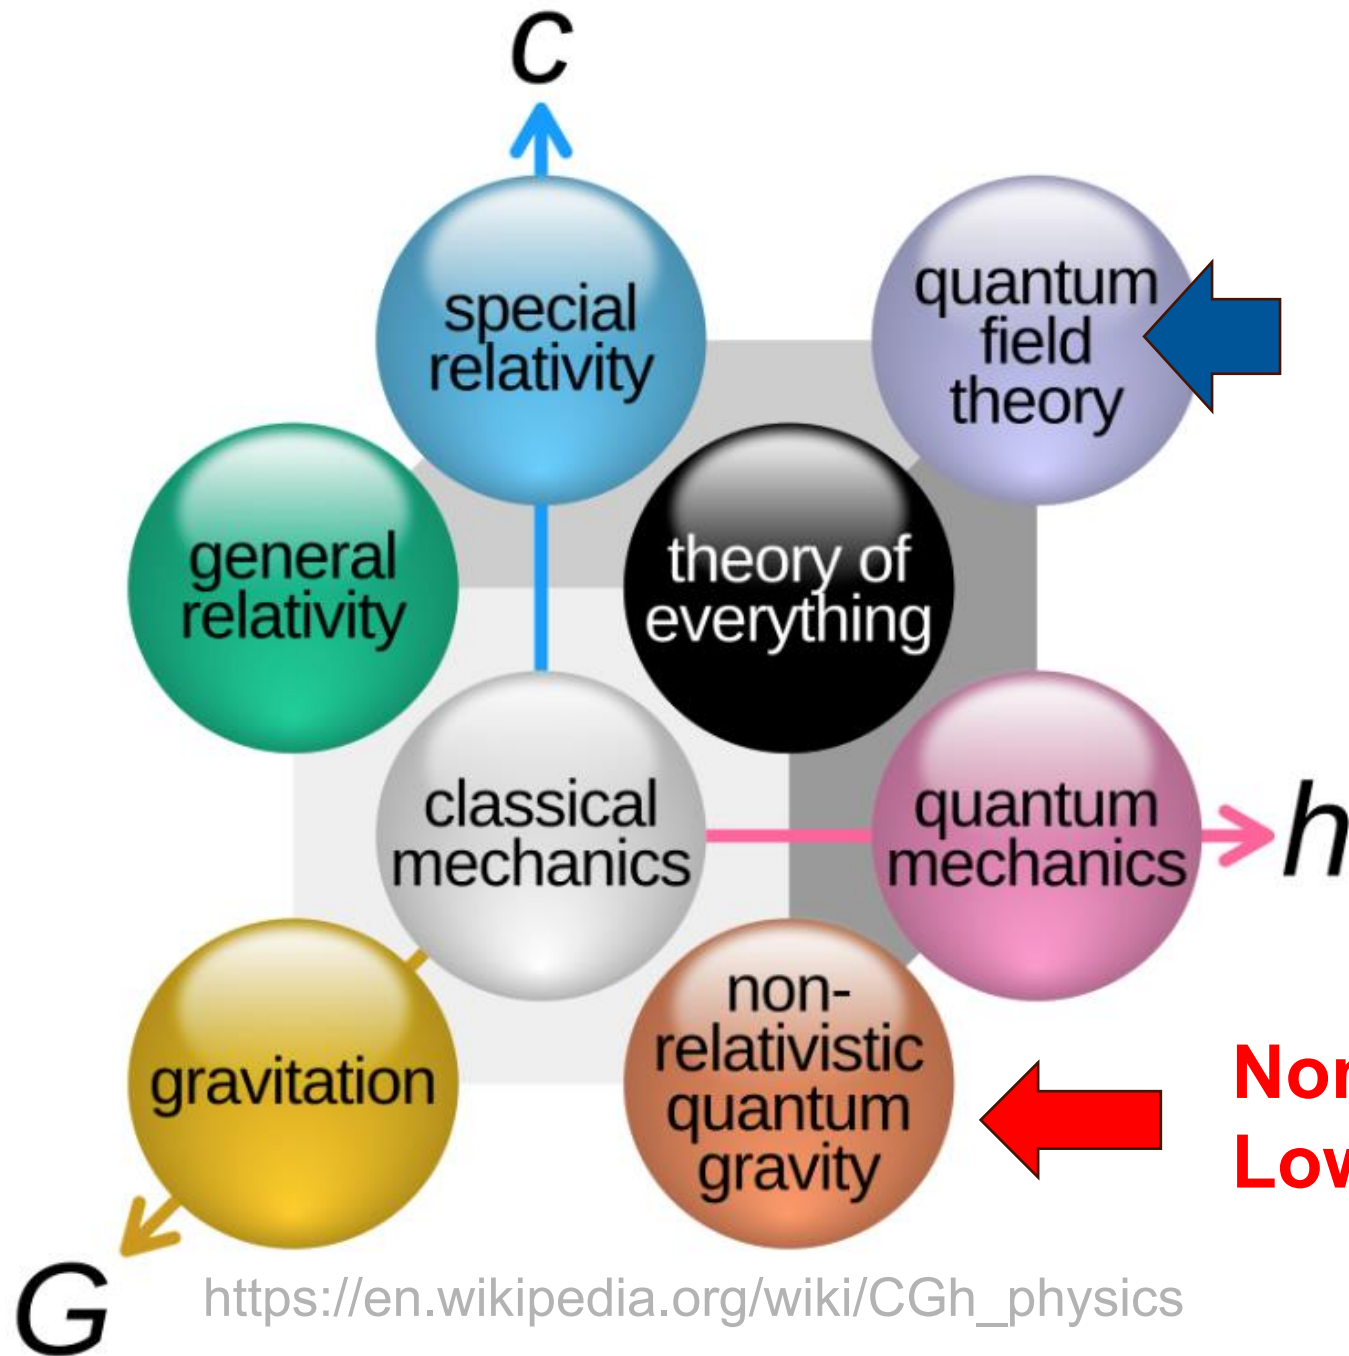 c
special
relativity
quantum
field
theory
general
relativity
theory of
everything
classical
mechanics
quantum
mechanics
h
gravitation
non-
relativistic
quantum
gravity
G
https://en.wikipedia.org/wiki/CGh_physics